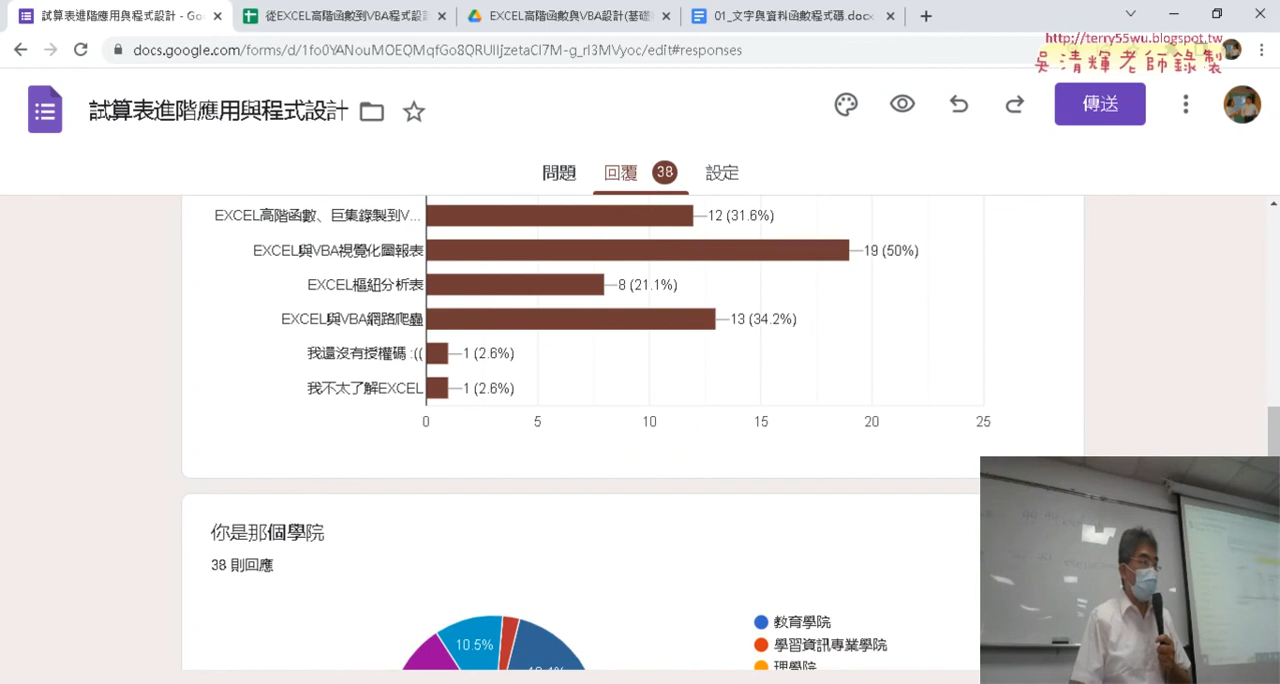 試算表進階應用與程式設計 - Go
從EXCEL高階函數到VBA程式設
EXCEL高階函數與VBA設計(基礎
01_文字與資料函數程式碼.docx
docs.google.com/forms/d/1fo0YANouMOEQMqfGo8QRUIljzetaCl7M-g_rI3MVyoc/edit#responses
http://terry55wu.blogspot.tw
吳清輝老師錄製
試算表進階應用與程式設計
傳送
問題
回覆 38
設定
EXCEL高階函數、巨集錄製到V... 12 (31.6%)
EXCEL與VBA視覺化圖報表 19 (50%)
EXCEL樞紐分析表 8 (21.1%)
EXCEL與VBA網路爬蟲 13 (34.2%)
我還沒有授權碼 :(( 1 (2.6%)
我不太了解EXCEL 1 (2.6%)
0 5 10 15 20 25
你是那個學院
38 則回應
10.5%
教育學院
學習資訊專業學院
理學院